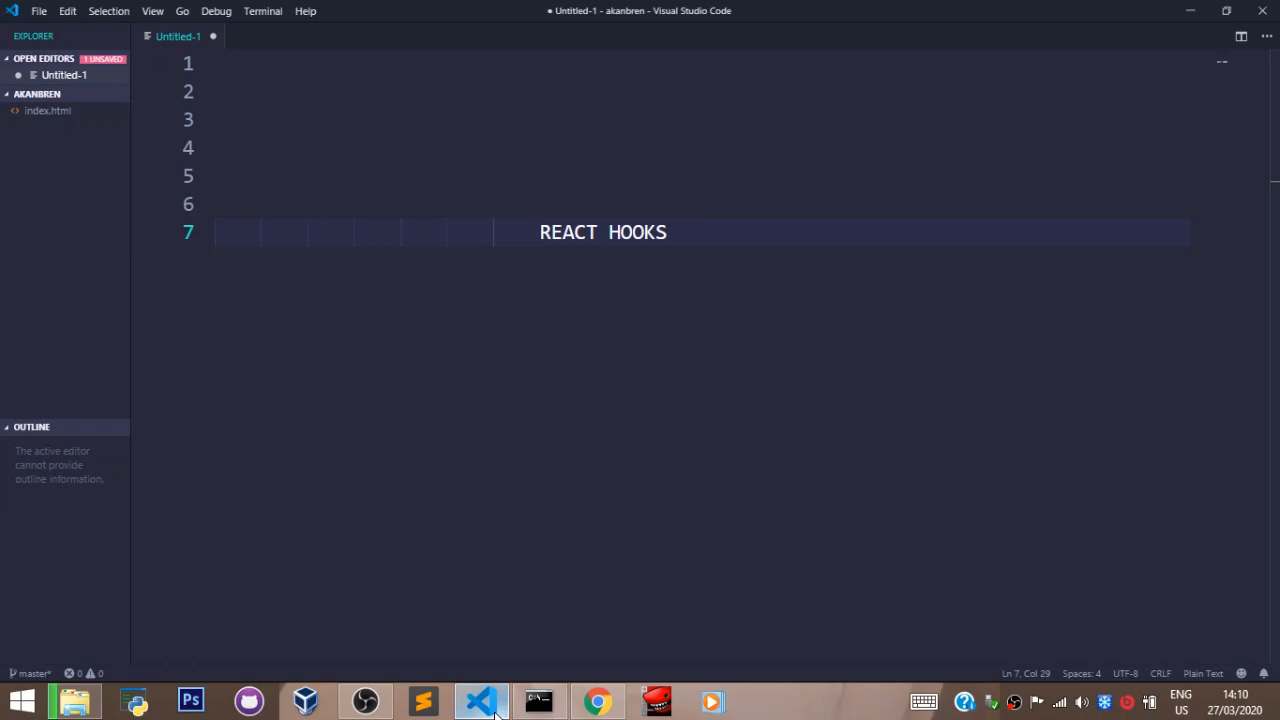 File Edit Selection View Go Debug Terminal Help
● Untitled-1 - akanbren - Visual Studio Code
EXPLORER
OPEN EDITORS 1 UNSAVED
Untitled-1
AKANBREN
index.html
OUTLINE
The active editor
cannot provide
outline information.
Untitled-1
1
2
3
4
5
6
7 REACT HOOKS
master* 0 0
Ln 7, Col 29 Spaces: 4 UTF-8 CRLF Plain Text
Ps
C:\
ENG
US
14:10
27/03/2020